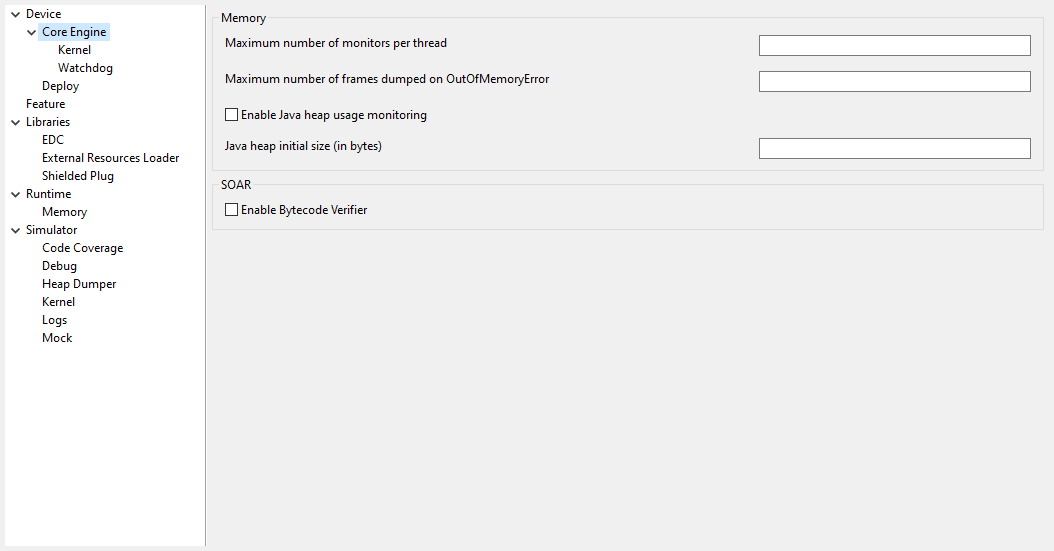 Device
Core Engine
Kernel
Watchdog
Deploy
Feature
Libraries
EDC
External Resources Loader
Shielded Plug
Runtime
Memory
Simulator
Code Coverage
Debug
Heap Dumper
Kernel
Logs
Mock
Memory
Maximum number of monitors per thread
Maximum number of frames dumped on OutOfMemoryError
Enable Java heap usage monitoring
Java heap initial size (in bytes)
SOAR
Enable Bytecode Verifier